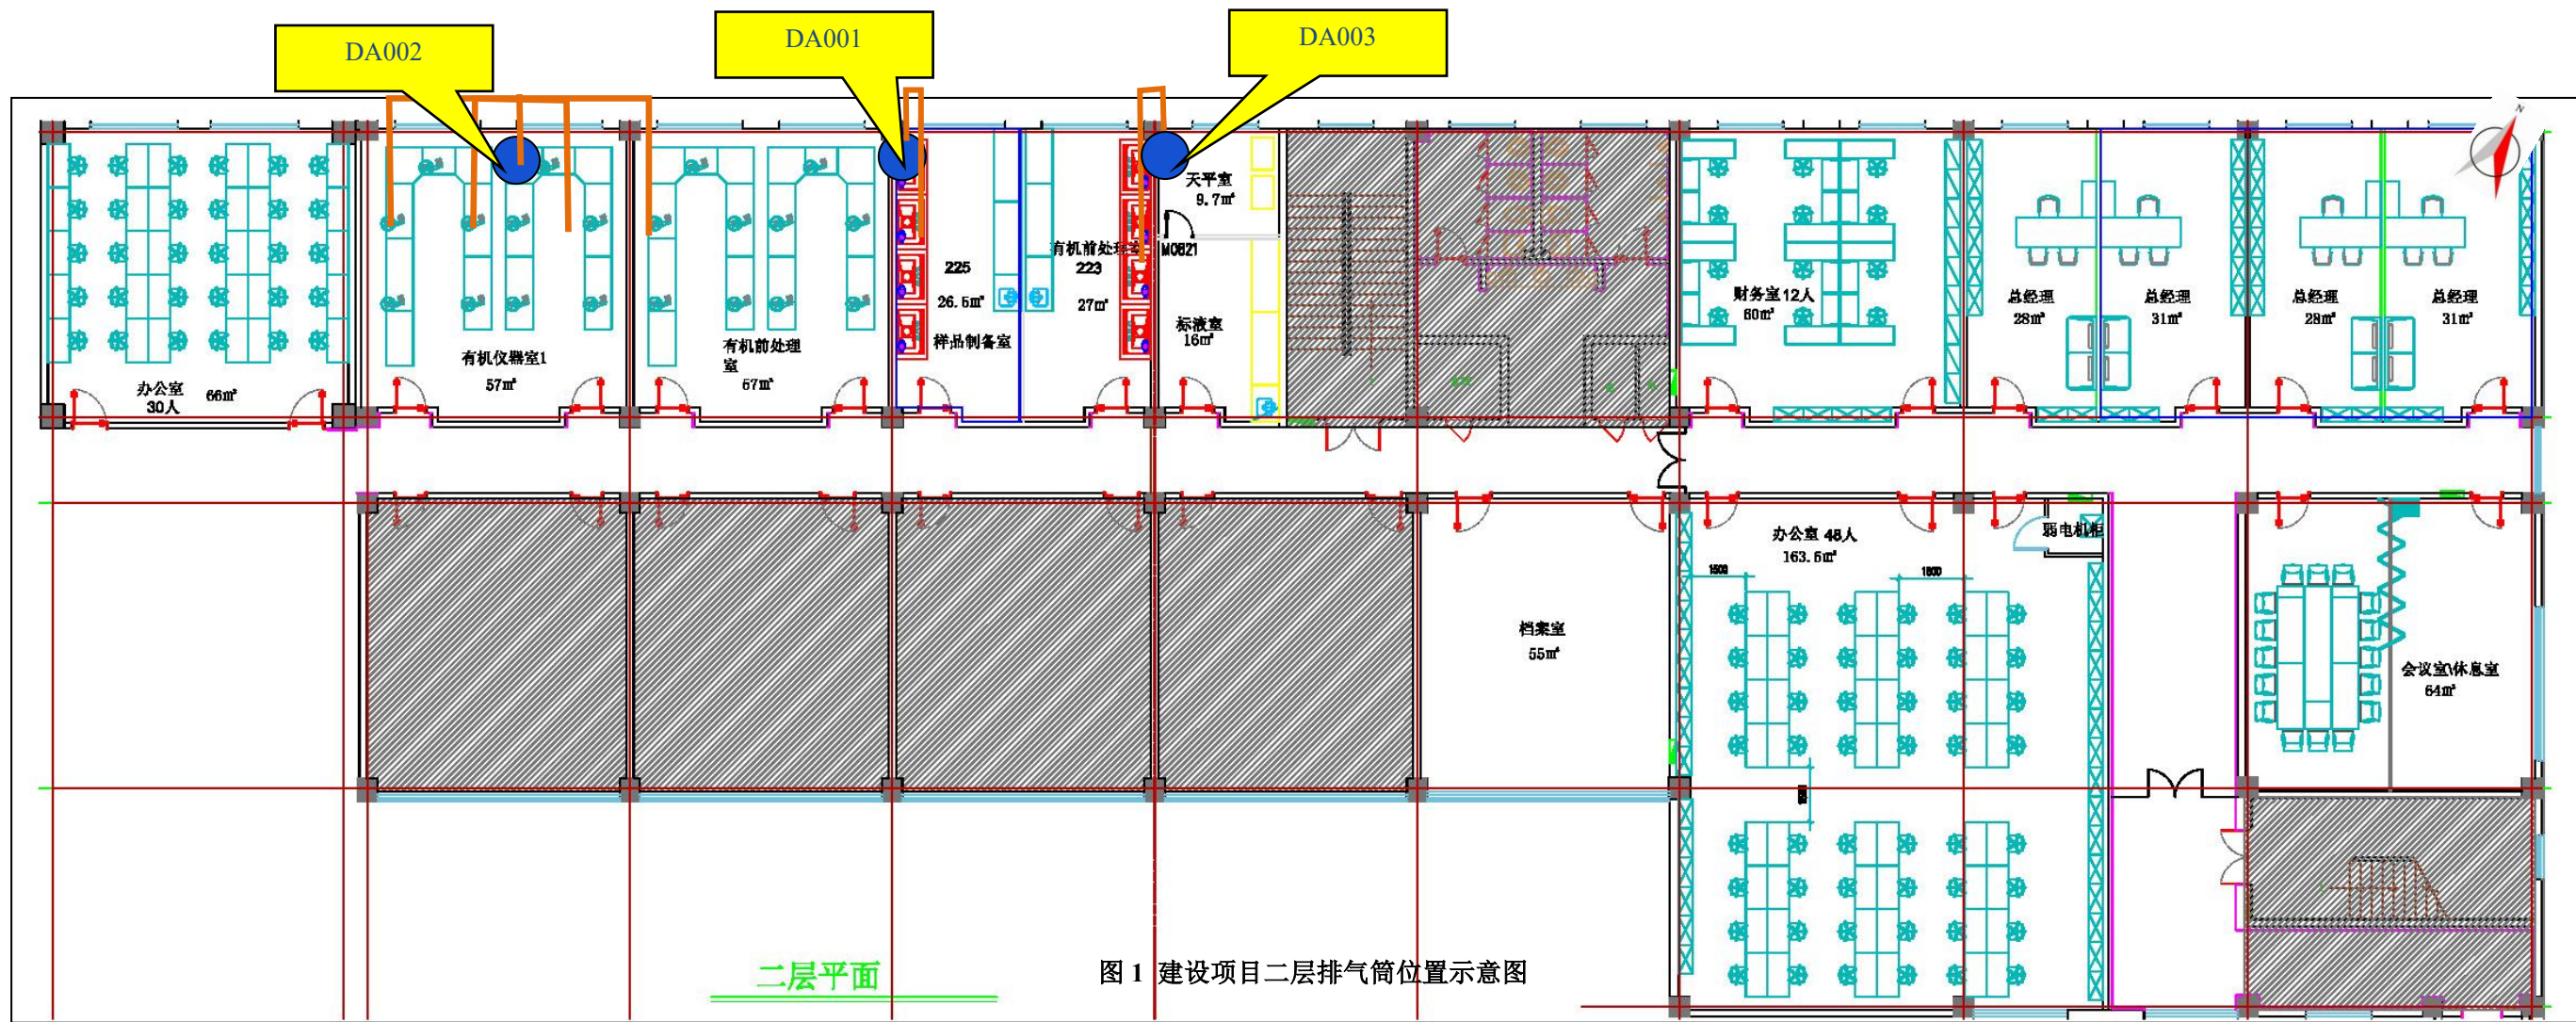 DA002
DA001
DA003
N
天平室
9.7㎡
M0821
225
26.5㎡
样品制备室
有机前处理室
223
27㎡
标液室
16㎡
有机仪器室1
57㎡
有机前处理
室
57㎡
办公室
30人
66㎡
财务室12人
60㎡
总经理
28㎡
总经理
31㎡
总经理
28㎡
总经理
31㎡
办公室 48人
163.5㎡
弱电机柜
1500
1800
档案室
55㎡
会议室\休息室
64㎡
二层平面
图 1 建设项目二层排气筒位置示意图